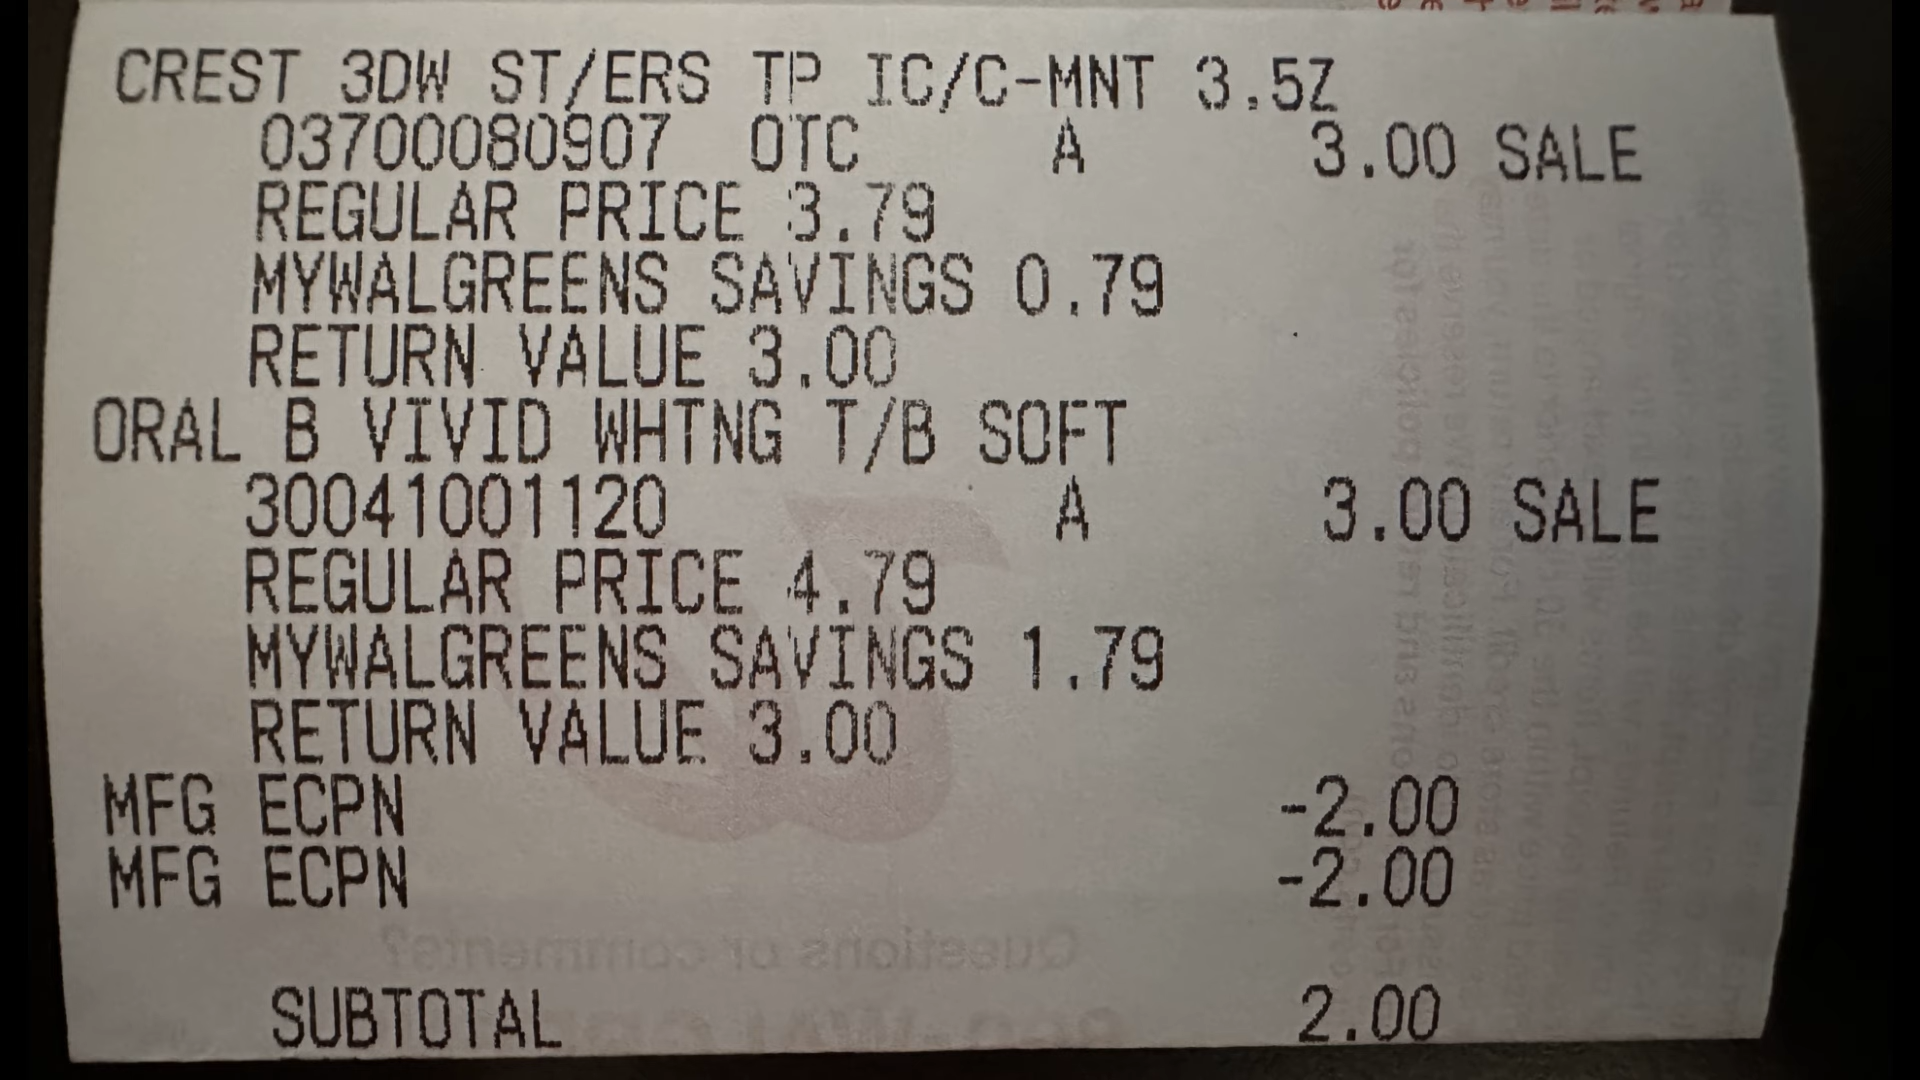 CREST 3DW ST/ERS TP IC/C-MNT 3.5Z
03700080907 OTC A 3.00 SALE
REGULAR PRICE 3.79
MYWALGREENS SAVINGS 0.79
RETURN VALUE 3.00
ORAL B VIVID WHTNG T/B SOFT
30041001120 A 3.00 SALE
REGULAR PRICE 4.79
MYWALGREENS SAVINGS 1.79
RETURN VALUE 3.00
MFG ECPN -2.00
MFG ECPN -2.00
Questions or comments?
SUBTOTAL 2.00